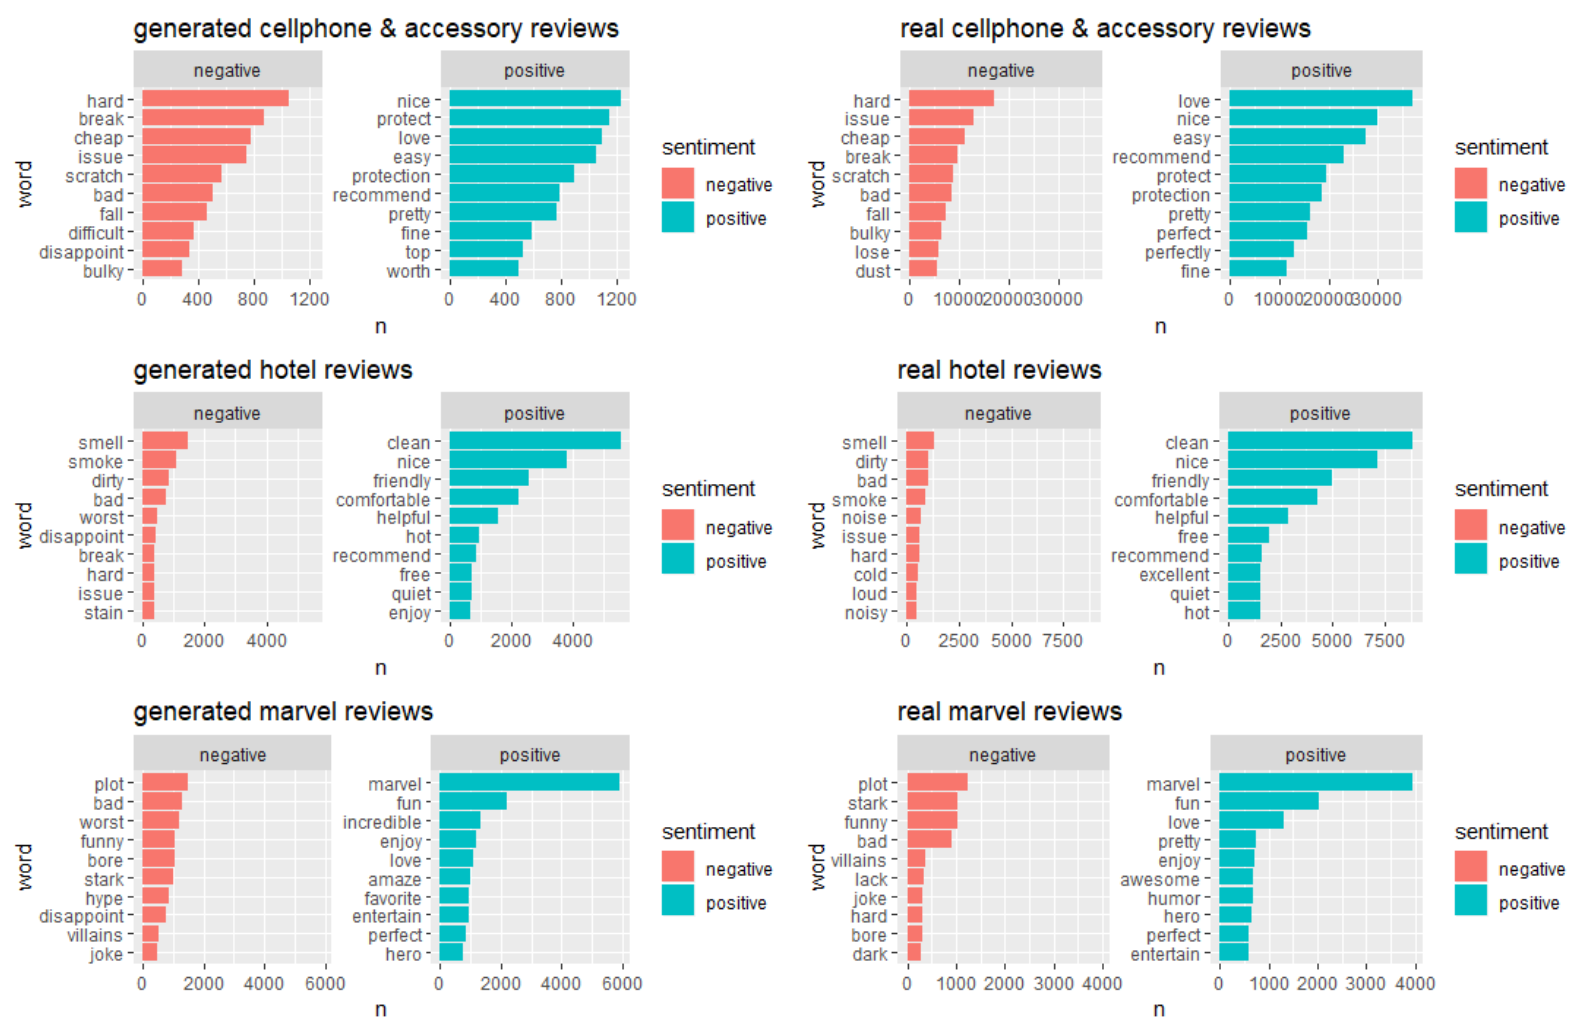 generated cellphone & accessory reviews
negative
positive
word
hard
break
cheap
issue
scratch
bad
fall
difficult
disappoint
bulky
nice
protect
love
easy
protection
recommend
pretty
fine
top
worth
0 400 800 1200
0 400 800 1200
n
sentiment
negative
positive
real cellphone & accessory reviews
negative
positive
word
hard
issue
cheap
break
scratch
bad
fall
bulky
lose
dust
love
nice
easy
recommend
protect
protection
pretty
perfect
perfectly
fine
0 10000 20000 30000
0 10000 20000 30000
n
sentiment
negative
positive
generated hotel reviews
negative
positive
word
smell
smoke
dirty
bad
worst
disappoint
break
hard
issue
stain
clean
nice
friendly
comfortable
helpful
hot
recommend
free
quiet
enjoy
0 2000 4000
0 2000 4000
n
sentiment
negative
positive
real hotel reviews
negative
positive
word
smell
dirty
bad
smoke
noise
issue
hard
cold
loud
noisy
clean
nice
friendly
comfortable
helpful
free
recommend
excellent
quiet
hot
0 2500 5000 7500
0 2500 5000 7500
n
sentiment
negative
positive
generated marvel reviews
negative
positive
word
plot
bad
worst
funny
bore
stark
hype
disappoint
villains
joke
marvel
fun
incredible
enjoy
love
amaze
favorite
entertain
perfect
hero
0 2000 4000 6000
0 2000 4000 6000
n
sentiment
negative
positive
real marvel reviews
negative
positive
word
plot
stark
funny
bad
villains
lack
joke
hard
bore
dark
marvel
fun
love
pretty
enjoy
awesome
humor
hero
perfect
entertain
0 1000 2000 3000 4000
0 1000 2000 3000 4000
n
sentiment
negative
positive